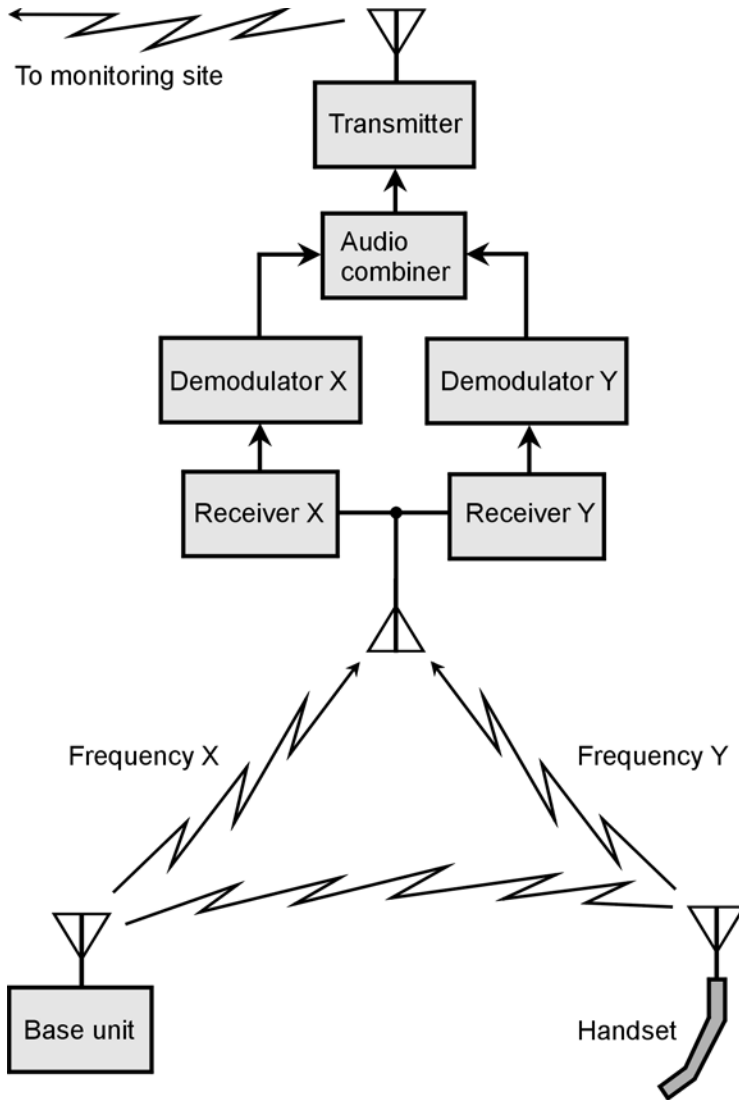 To monitoring site
Transmitter
Audio
combiner
Demodulator X
Demodulator Y
Receiver X
Receiver Y
Frequency X
Frequency Y
Base unit
Handset